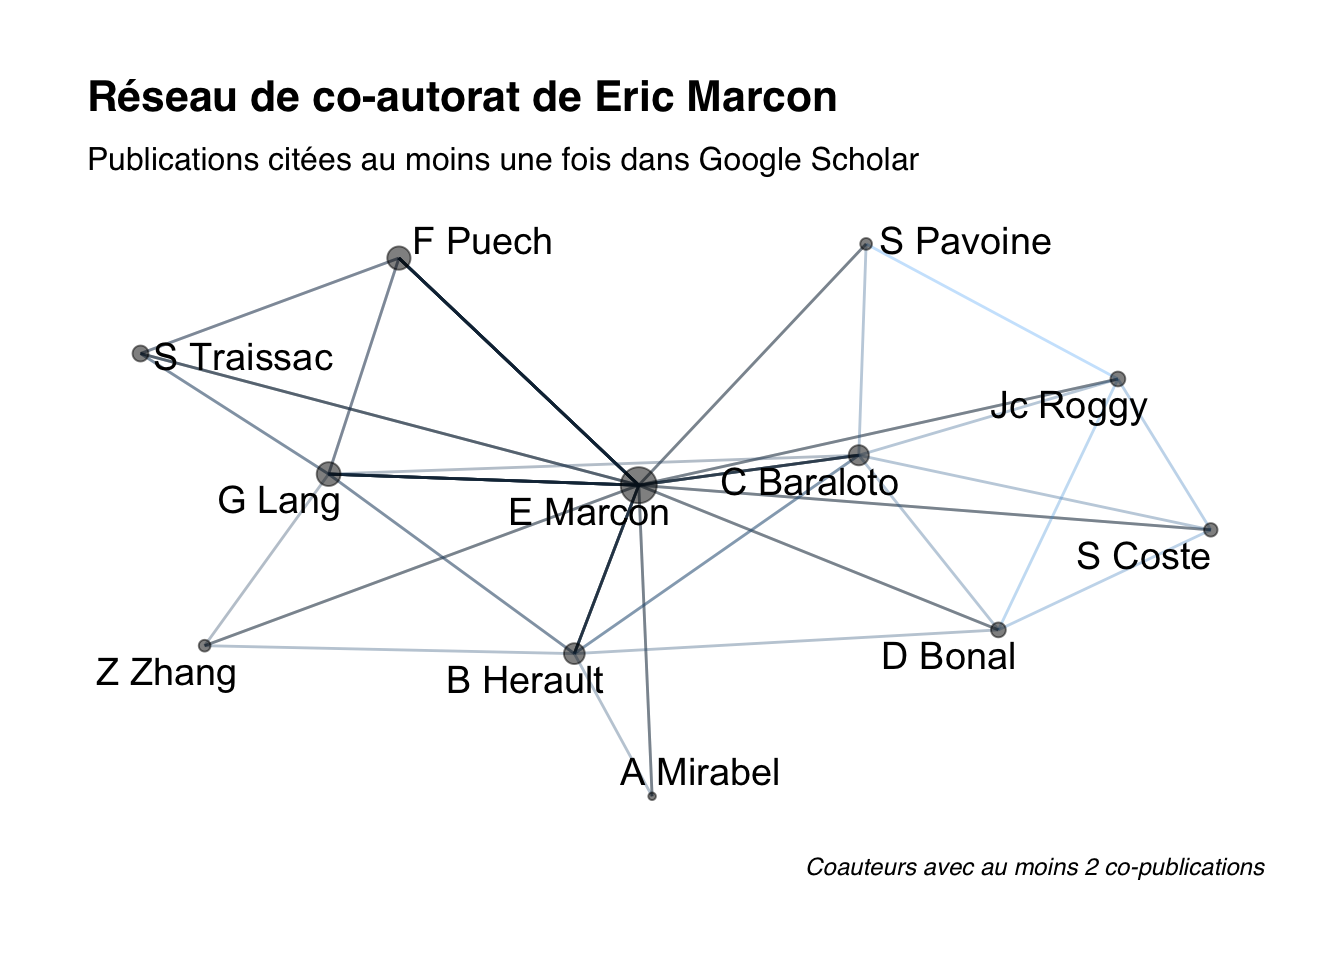 Réseau de co-autorat de Eric Marcon
Publications citées au moins une fois dans Google Scholar
F Puech
S Pavoine
S Traissac
Jc Roggy
G Lang
C Baraloto
E Marcon
S Coste
Z Zhang
B Herault
D Bonal
A Mirabel
Coauteurs avec au moins 2 co-publications